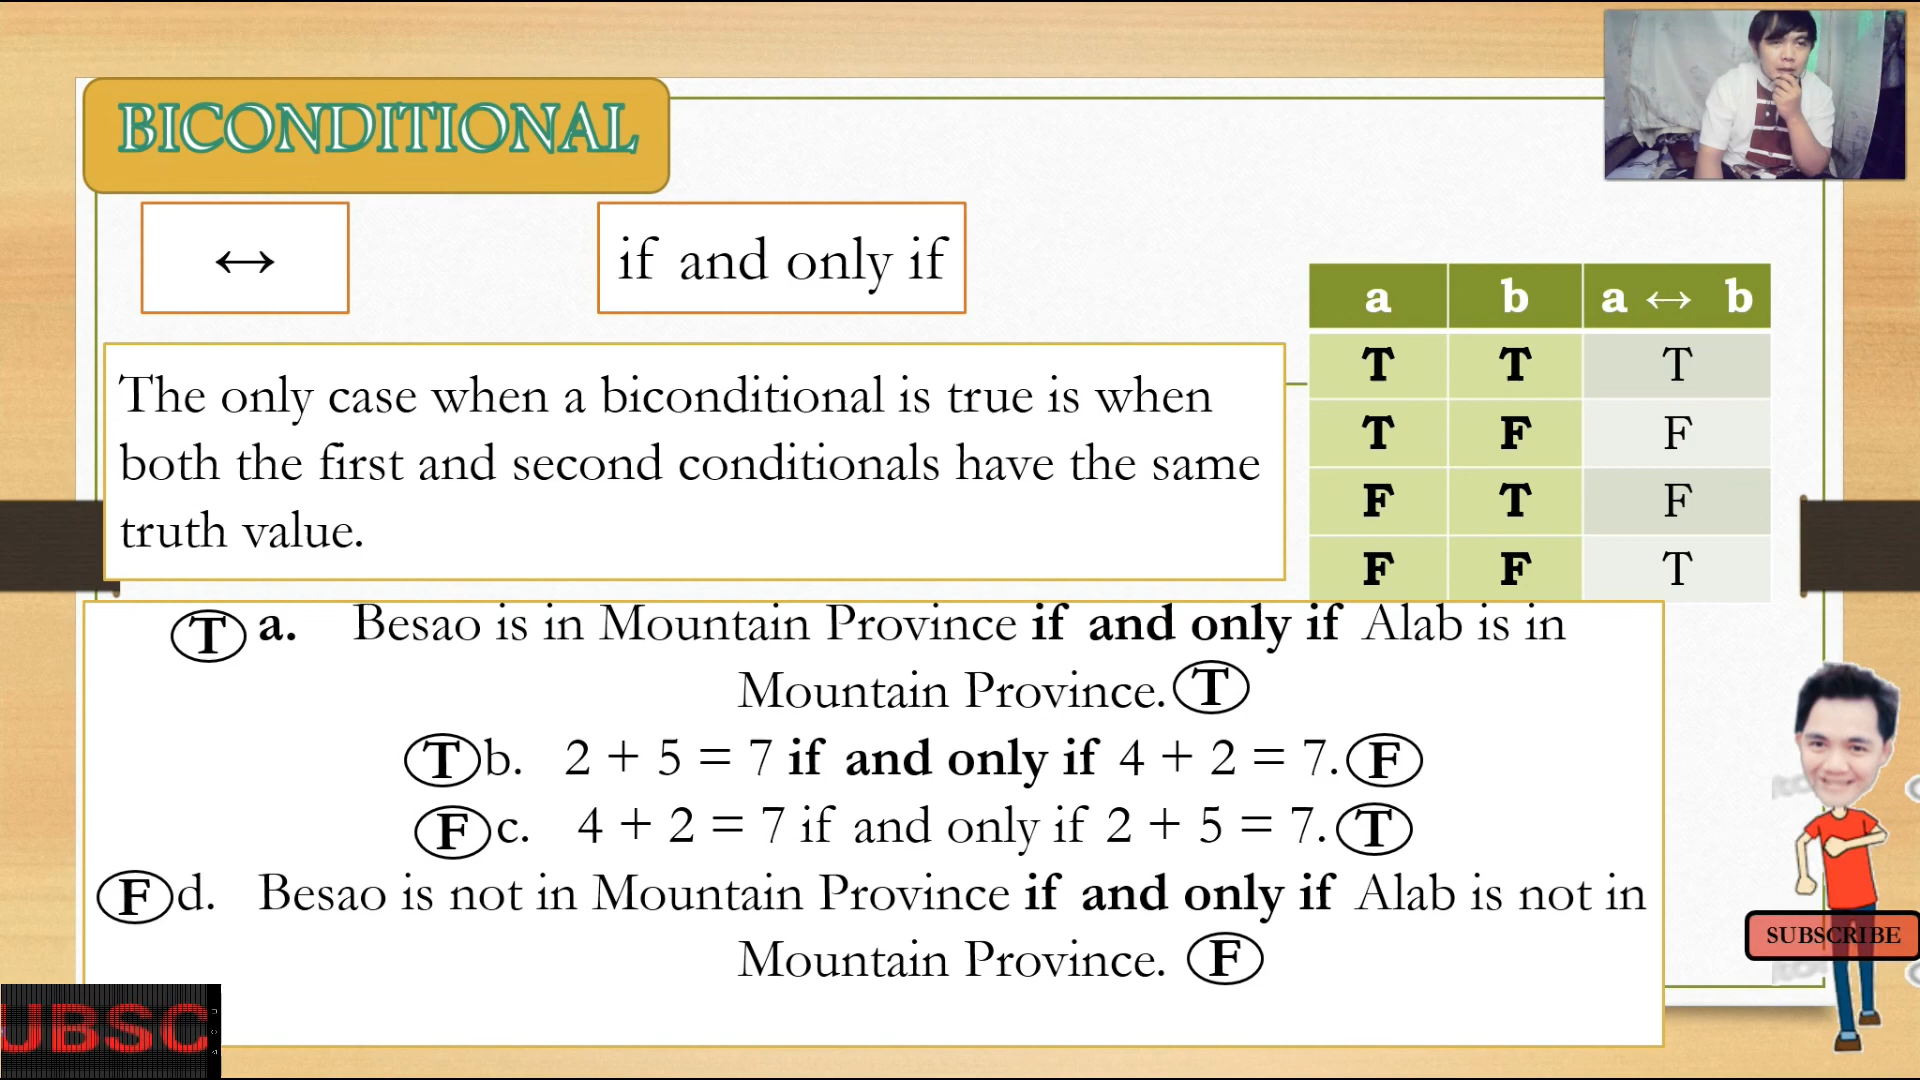 BICONDITIONAL
↔
if and only if
The only case when a biconditional is true is when
both the first and second conditionals have the same
truth value.
a b a ↔ b
T T T
T F F
F T F
F F T
T a. Besao is in Mountain Province if and only if Alab is in
Mountain Province. T
T b. 2 + 5 = 7 if and only if 4 + 2 = 7. F
F c. 4 + 2 = 7 if and only if 2 + 5 = 7. T
F d. Besao is not in Mountain Province if and only if Alab is not in
Mountain Province. F
SUBSCRIBE
UBSC